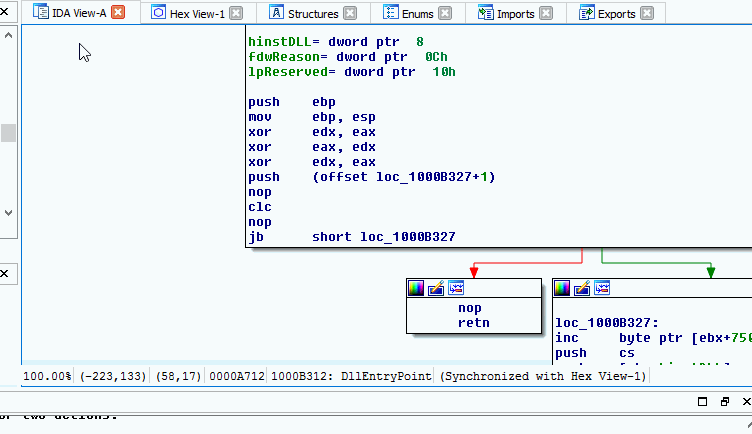 IDA View-A Hex View-1 Structures Enums Imports Exports
hinstDLL= dword ptr  8
fdwReason= dword ptr  0Ch
lpReserved= dword ptr  10h
push    ebp
mov     ebp, esp
xor     edx, eax
xor     eax, edx
xor     edx, eax
push    (offset loc_1000B327+1)
nop
clc
nop
jb      short loc_1000B327
nop
retn
loc_1000B327:
inc     byte ptr [ebx+750
push    cs
100.00% (-223,133) (58,17) 0000A712 1000B312: DllEntryPoint (Synchronized with Hex View-1)